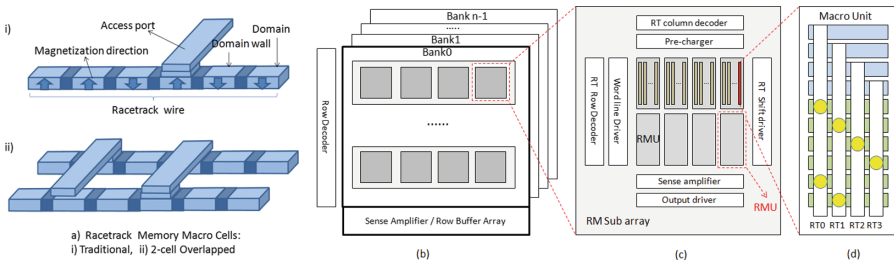 i)
Access port
Domain
Magnetization direction
Domain wall
Racetrack wire
ii)
a) Racetrack Memory Macro Cells:
i) Traditional, ii) 2-cell Overlapped
Bank n-1
.....
Bank1
Bank0
Row Decoder
......
Sense Amplifier / Row Buffer Array
(b)
RT column decoder
Pre-charger
RT Row Decoder
Word line Driver
... ... ... ...
RT Shift driver
RMU
Sense amplifier
Output driver
RMU
RM Sub array
(c)
Macro Unit
RT0 RT1 RT2 RT3
(d)